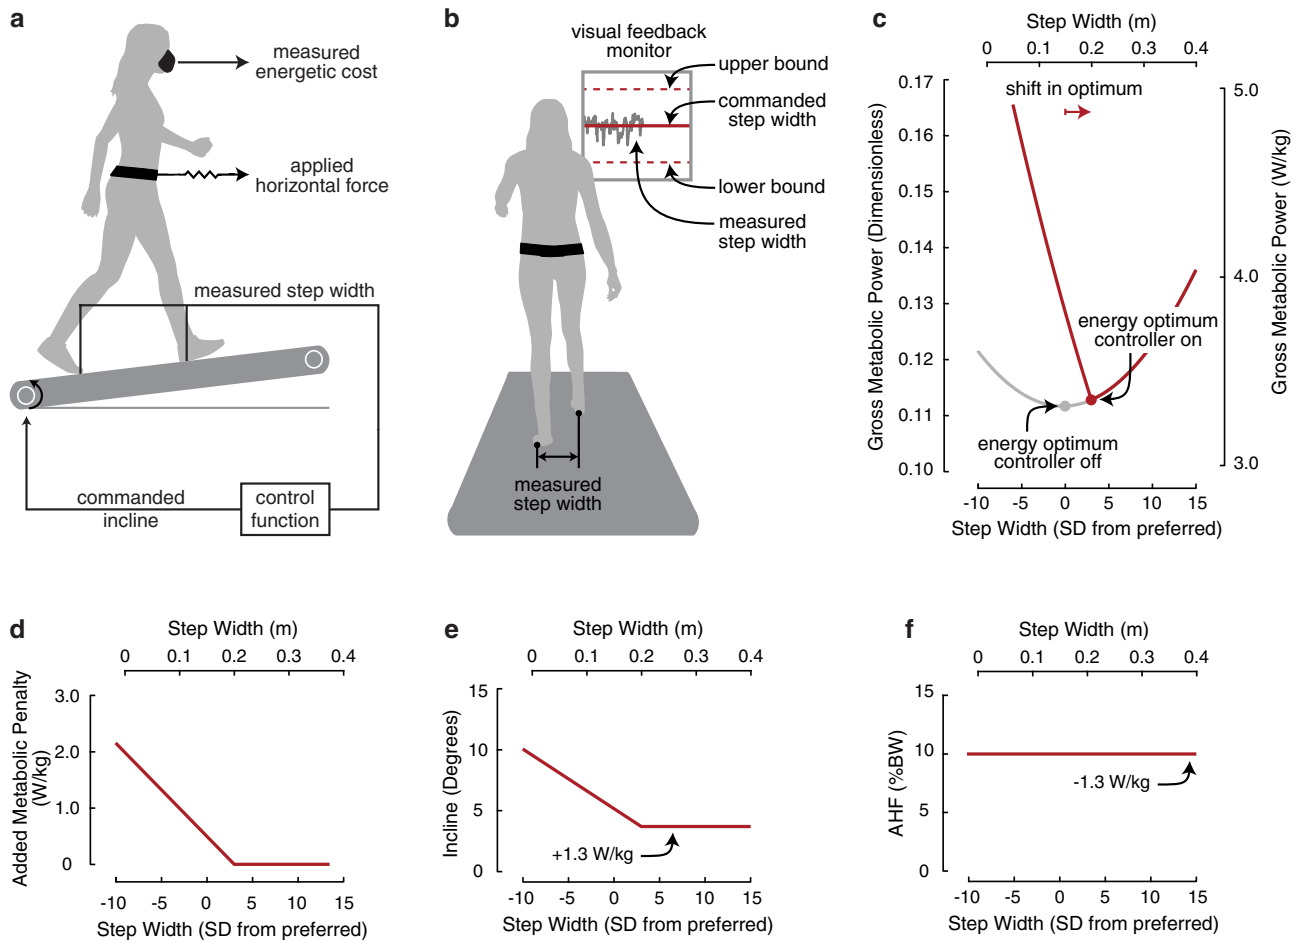 a
measured
energetic cost
applied
horizontal force
measured step width
commanded
incline
control
function
b
visual feedback
monitor
upper bound
commanded
step width
lower bound
measured
step width
measured
step width
c
Step Width (m)
0 0.1 0.2 0.3 0.4
shift in optimum
Gross Metabolic Power (Dimensionless)
0.17
0.16
0.15
0.14
0.13
0.12
0.11
0.10
5.0
4.0
3.0
Gross Metabolic Power (W/kg)
energy optimum
controller on
energy optimum
controller off
-10 -5 0 5 10 15
Step Width (SD from preferred)
d
Step Width (m)
0 0.1 0.2 0.3 0.4
Added Metabolic Penalty
(W/kg)
3.0
2.0
1.0
0
-10 -5 0 5 10 15
Step Width (SD from preferred)
e
Step Width (m)
0 0.1 0.2 0.3 0.4
Incline (Degrees)
15
10
5
0
+1.3 W/kg
-10 -5 0 5 10 15
Step Width (SD from preferred)
f
Step Width (m)
0 0.1 0.2 0.3 0.4
AHF (%BW)
15
10
5
0
-1.3 W/kg
-10 -5 0 5 10 15
Step Width (SD from preferred)